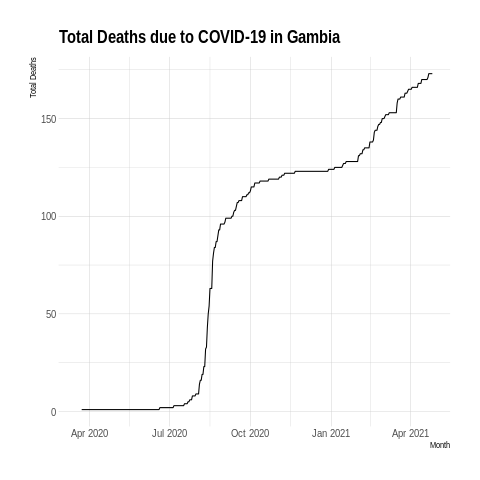 Total Deaths due to COVID-19 in Gambia
Total Deaths
150
100
50
0
Apr 2020 Jul 2020 Oct 2020 Jan 2021 Apr 2021
Month